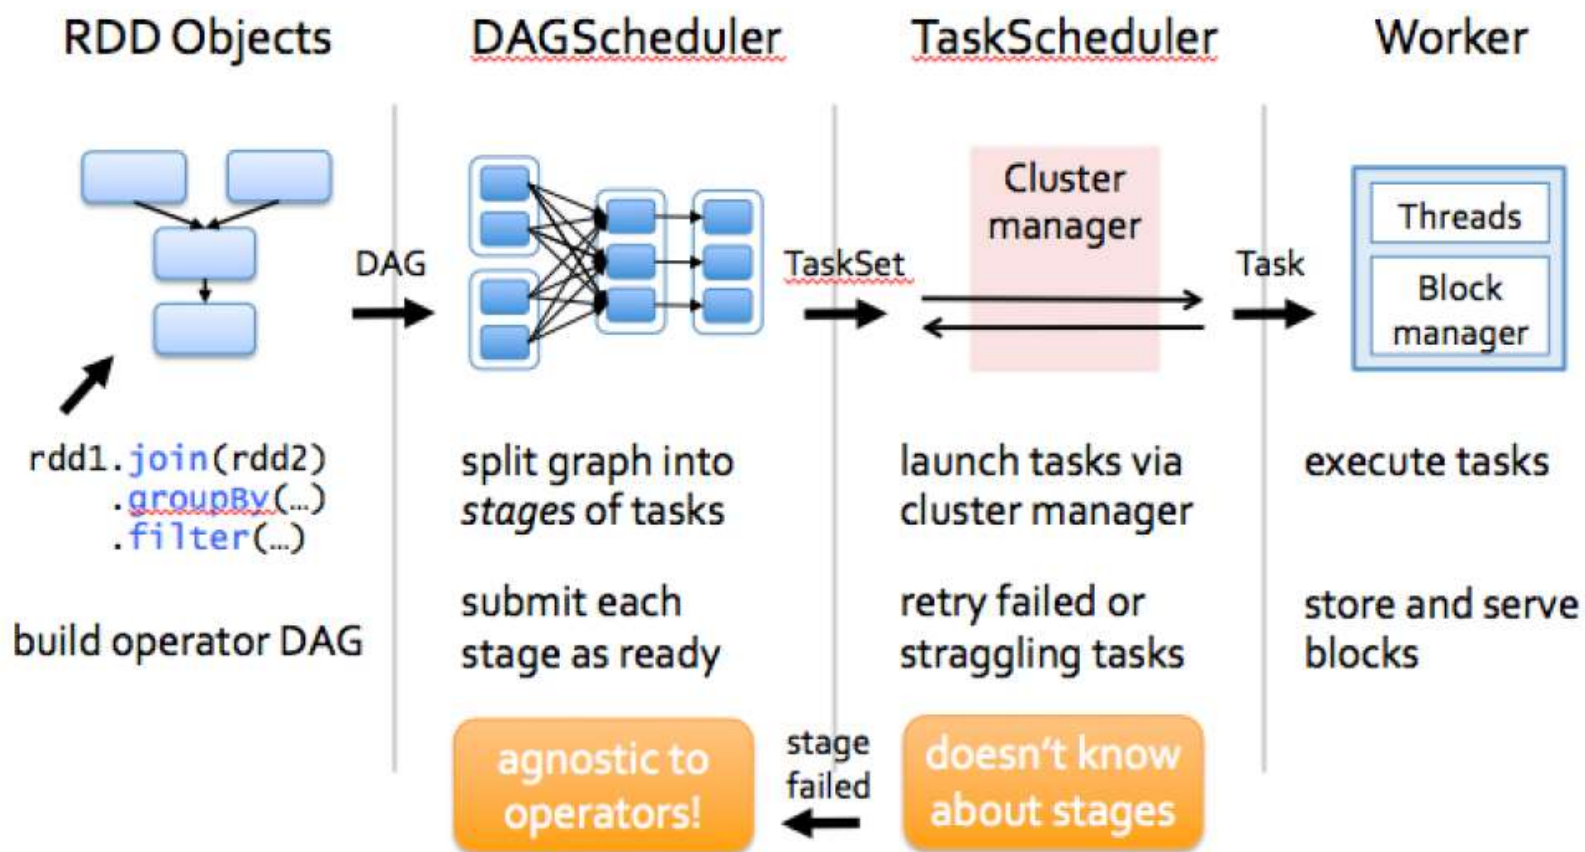 RDD Objects
DAGScheduler
TaskScheduler
Worker
DAG
TaskSet
Cluster
manager
Task
Threads
Block
manager
rdd1.join(rdd2)
.groupBy(…)
.filter(…)
build operator DAG
split graph into
stages of tasks
submit each
stage as ready
agnostic to
operators!
launch tasks via
cluster manager
retry failed or
straggling tasks
stage
failed
doesn't know
about stages
execute tasks
store and serve
blocks